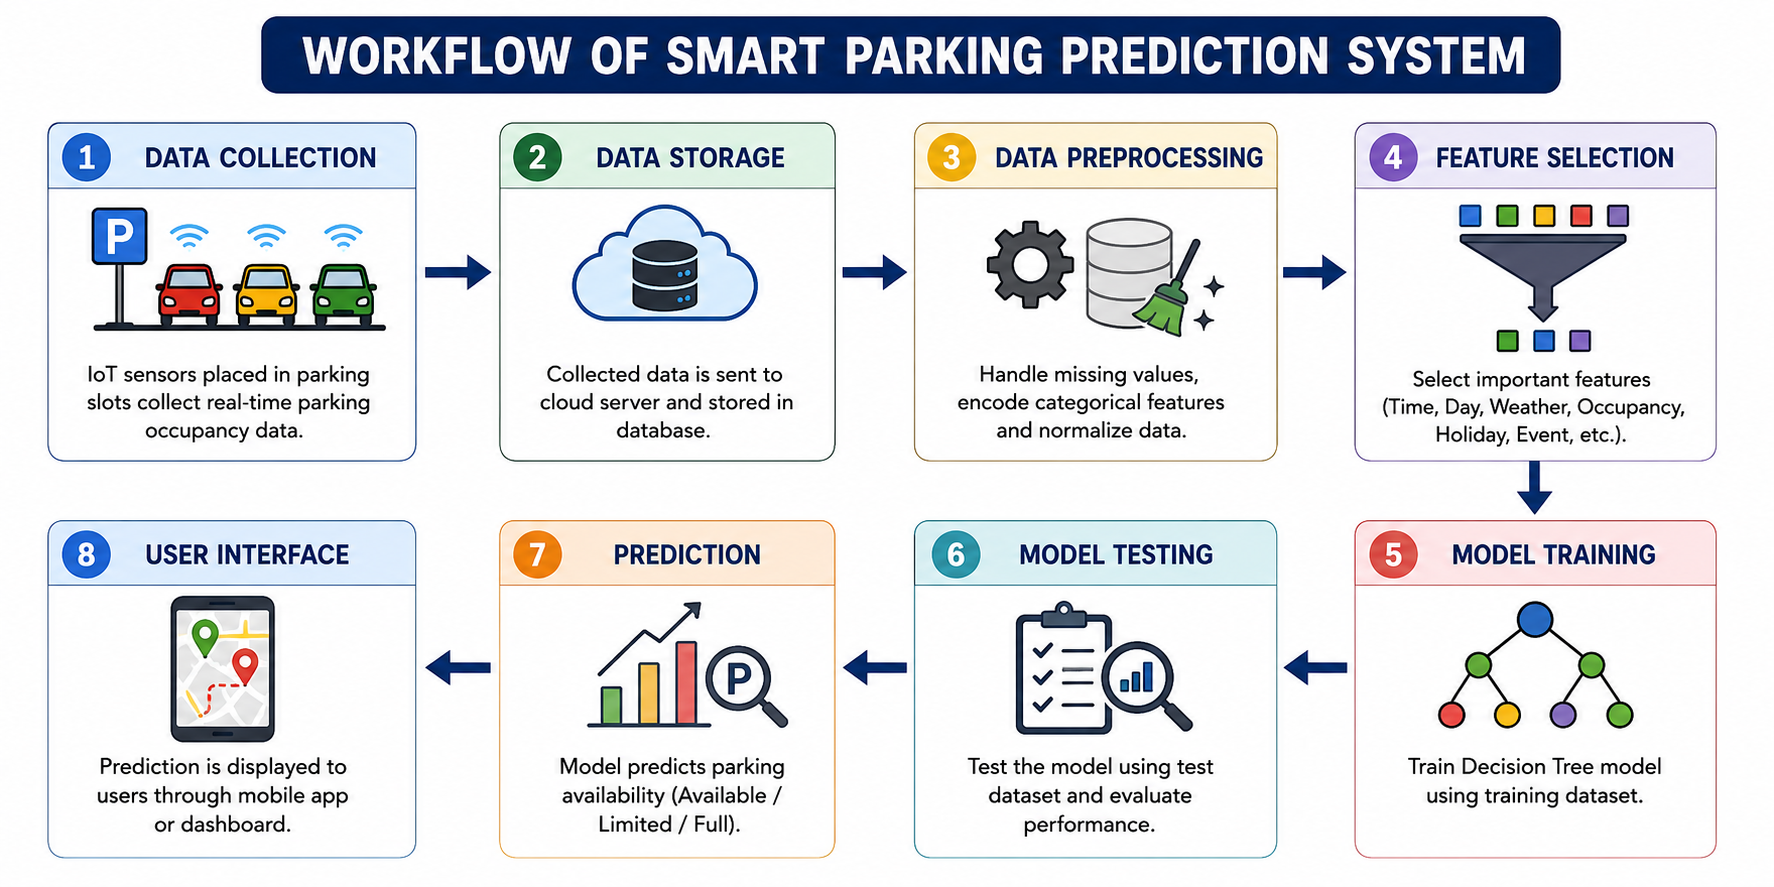 WORKFLOW OF SMART PARKING PREDICTION SYSTEM
1 DATA COLLECTION
P
IoT sensors placed in parking
slots collect real-time parking
occupancy data.
2 DATA STORAGE
Collected data is sent to
cloud server and stored in
database.
3 DATA PREPROCESSING
Handle missing values,
encode categorical features
and normalize data.
4 FEATURE SELECTION
Select important features
(Time, Day, Weather, Occupancy,
Holiday, Event, etc.).
5 MODEL TRAINING
Train Decision Tree model
using training dataset.
6 MODEL TESTING
Test the model using test
dataset and evaluate
performance.
7 PREDICTION
P
Model predicts parking
availability (Available /
Limited / Full).
8 USER INTERFACE
Prediction is displayed to
users through mobile app
or dashboard.